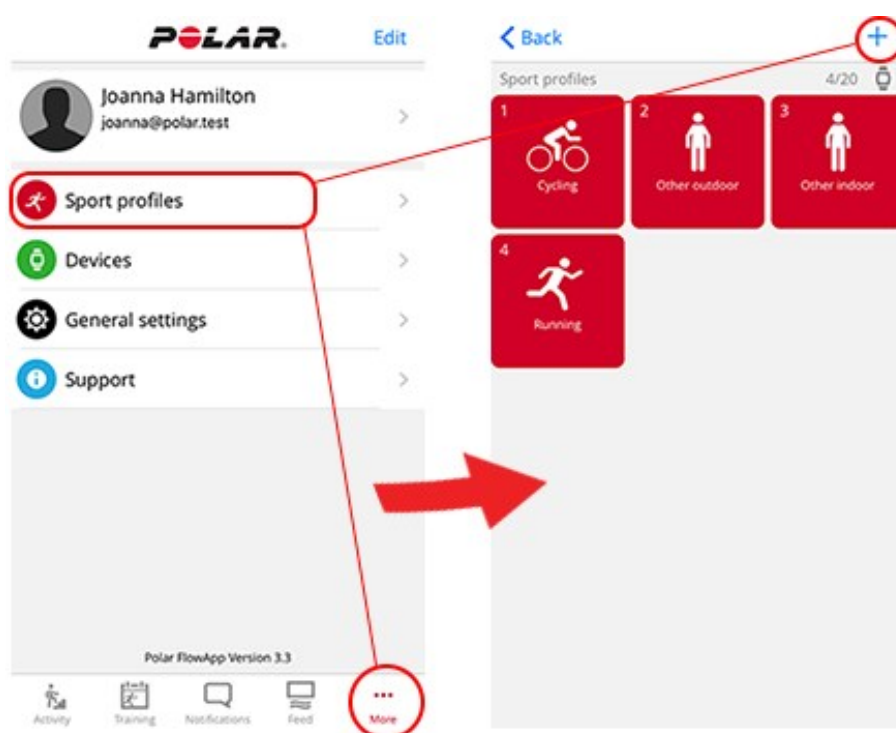 POLAR.
Edit
Joanna Hamilton
joanna@polar.test
Sport profiles
Devices
General settings
Support
Polar FlowApp Version 3.3
Activity
Training
Notifications
Feed
More
Back
+
Sport profiles
4/20
1
Cycling
2
Other outdoor
3
Other indoor
4
Running